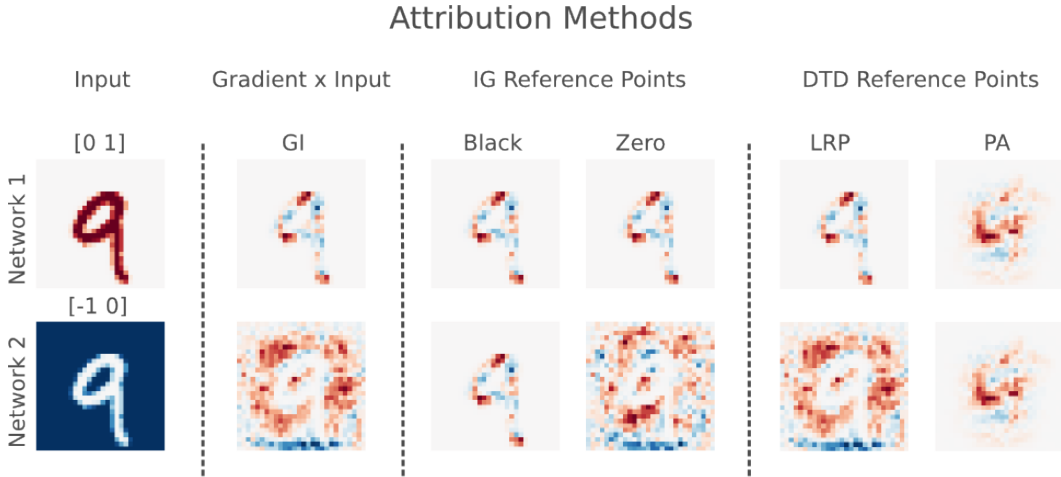 Attribution Methods
Input Gradient x Input IG Reference Points DTD Reference Points
[0 1] GI Black Zero LRP PA
Network 1
[-1 0]
Network 2